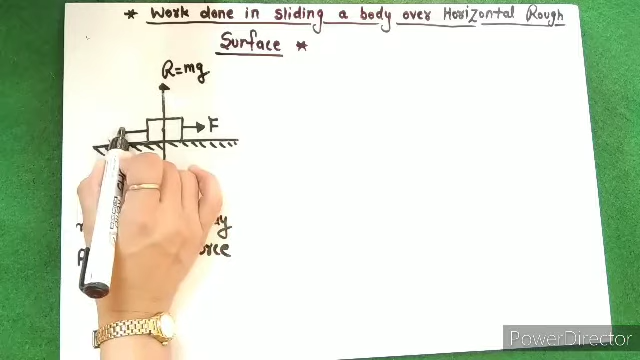 * Work done in sliding a body over Horizontal Rough
Surface *
R=mg
F
PowerDirector